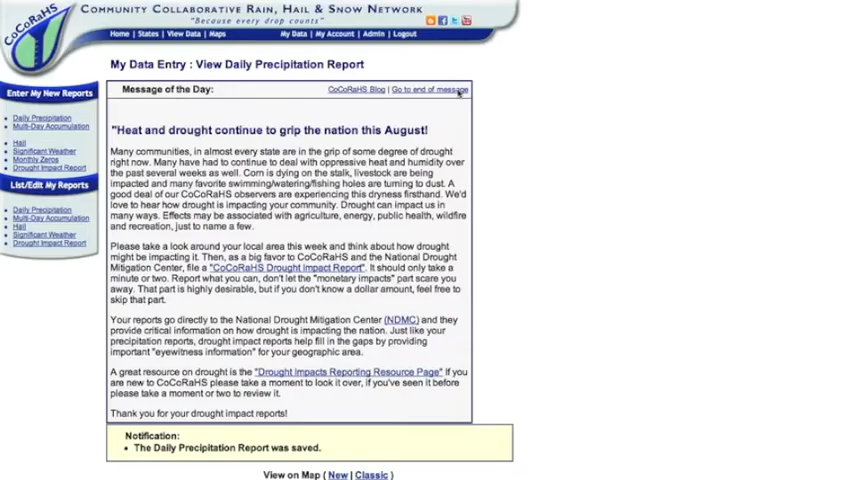 COMMUNITY COLLABORATIVE RAIN, HAIL & SNOW NETWORK
"Because every drop counts"
CoCoRaHS
Home | States | View Data | Maps
My Data | My Account | Admin | Logout
My Data Entry : View Daily Precipitation Report
Enter My New Reports
Daily Precipitation
Multi-Day Accumulation
Hail
Significant Weather
Monthly Zeros
Drought Impact Report
List/Edit My Reports
Daily Precipitation
Multi-Day Accumulation
Hail
Significant Weather
Drought Impact Report
Message of the Day:
CoCoRaHS Blog | Go to end of message
"Heat and drought continue to grip the nation this August!
Many communities, in almost every state are in the grip of some degree of drought
right now. Many have had to continue to deal with oppressive heat and humidity over
the past several weeks as well. Corn is dying on the stalk, livestock are being
impacted and many favorite swimming/watering/fishing holes are turning to dust. A
good deal of our CoCoRaHS observers are experiencing this dryness firsthand. We'd
love to hear how drought is impacting your community. Drought can impact us in
many ways. Effects may be associated with agriculture, energy, public health, wildfire
and recreation, just to name a few.
Please take a look around your local area this week and think about how drought
might be impacting it. Then, as a big favor to CoCoRaHS and the National Drought
Mitigation Center, file a "CoCoRaHS Drought Impact Report". It should only take a
minute or two. Report what you can, don't let the "monetary impacts" part scare you
away. That part is highly desirable, but if you don't know a dollar amount, feel free to
skip that part.
Your reports go directly to the National Drought Mitigation Center (NDMC) and they
provide critical information on how drought is impacting the nation. Just like your
precipitation reports, drought impact reports help fill in the gaps by providing
important "eyewitness information" for your geographic area.
A great resource on drought is the "Drought Impacts Reporting Resource Page" If you
are new to CoCoRaHS please take a moment to look it over, if you've seen it before
please take a moment or two to review it.
Thank you for your drought impact reports!
Notification:
• The Daily Precipitation Report was saved.
View on Map ( New | Classic )